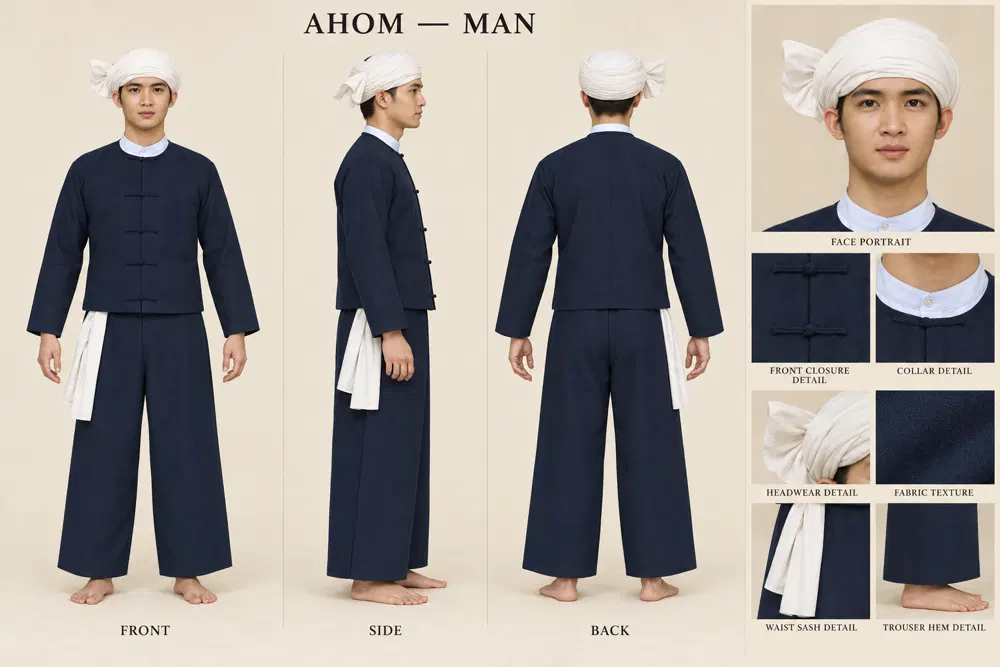 AHOM — MAN
FRONT
SIDE
BACK
FACE PORTRAIT
FRONT CLOSURE
DETAIL
COLLAR DETAIL
HEADWEAR DETAIL
FABRIC TEXTURE
WAIST SASH DETAIL
TROUSER HEM DETAIL